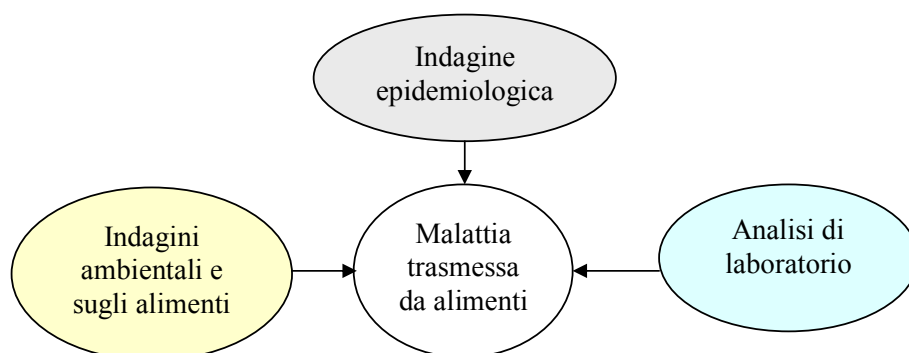 Indagine
epidemiologica
Indagini
ambientali e
sugli alimenti
Malattia
trasmessa
da alimenti
Analisi di
laboratorio